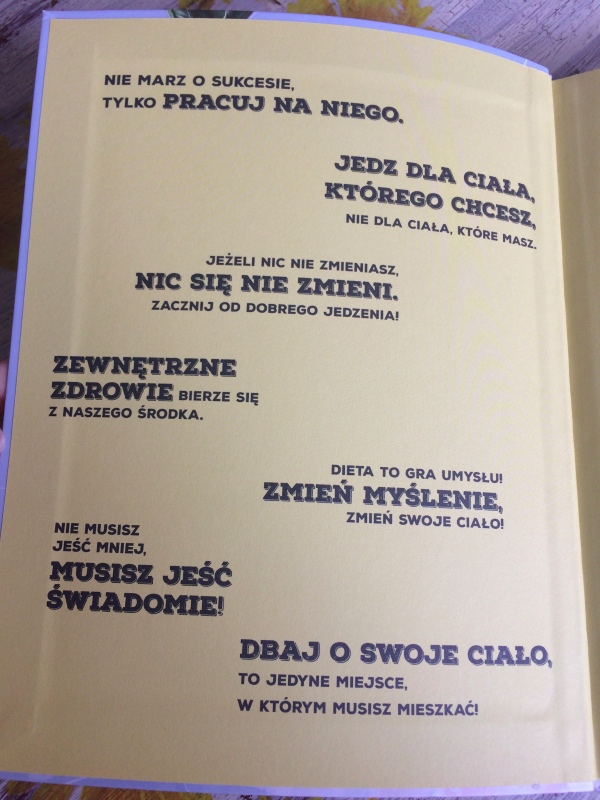 NIE MARZ O SUKCESIE,
TYLKO PRACUJ NA NIEGO.
JEDZ DLA CIAŁA,
KTÓREGO CHCESZ,
NIE DLA CIAŁA, KTÓRE MASZ.
JEŻELI NIC NIE ZMIENIASZ,
NIC SIĘ NIE ZMIENI.
ZACZNIJ OD DOBREGO JEDZENIA!
ZEWNĘTRZNE
ZDROWIE BIERZE SIĘ
Z NASZEGO ŚRODKA.
DIETA TO GRA UMYSŁU!
ZMIEŃ MYŚLENIE,
ZMIEŃ SWOJE CIAŁO!
NIE MUSISZ
JEŚĆ MNIEJ,
MUSISZ JEŚĆ
ŚWIADOMIE!
DBAJ O SWOJE CIAŁO,
TO JEDYNE MIEJSCE,
W KTÓRYM MUSISZ MIESZKAĆ!